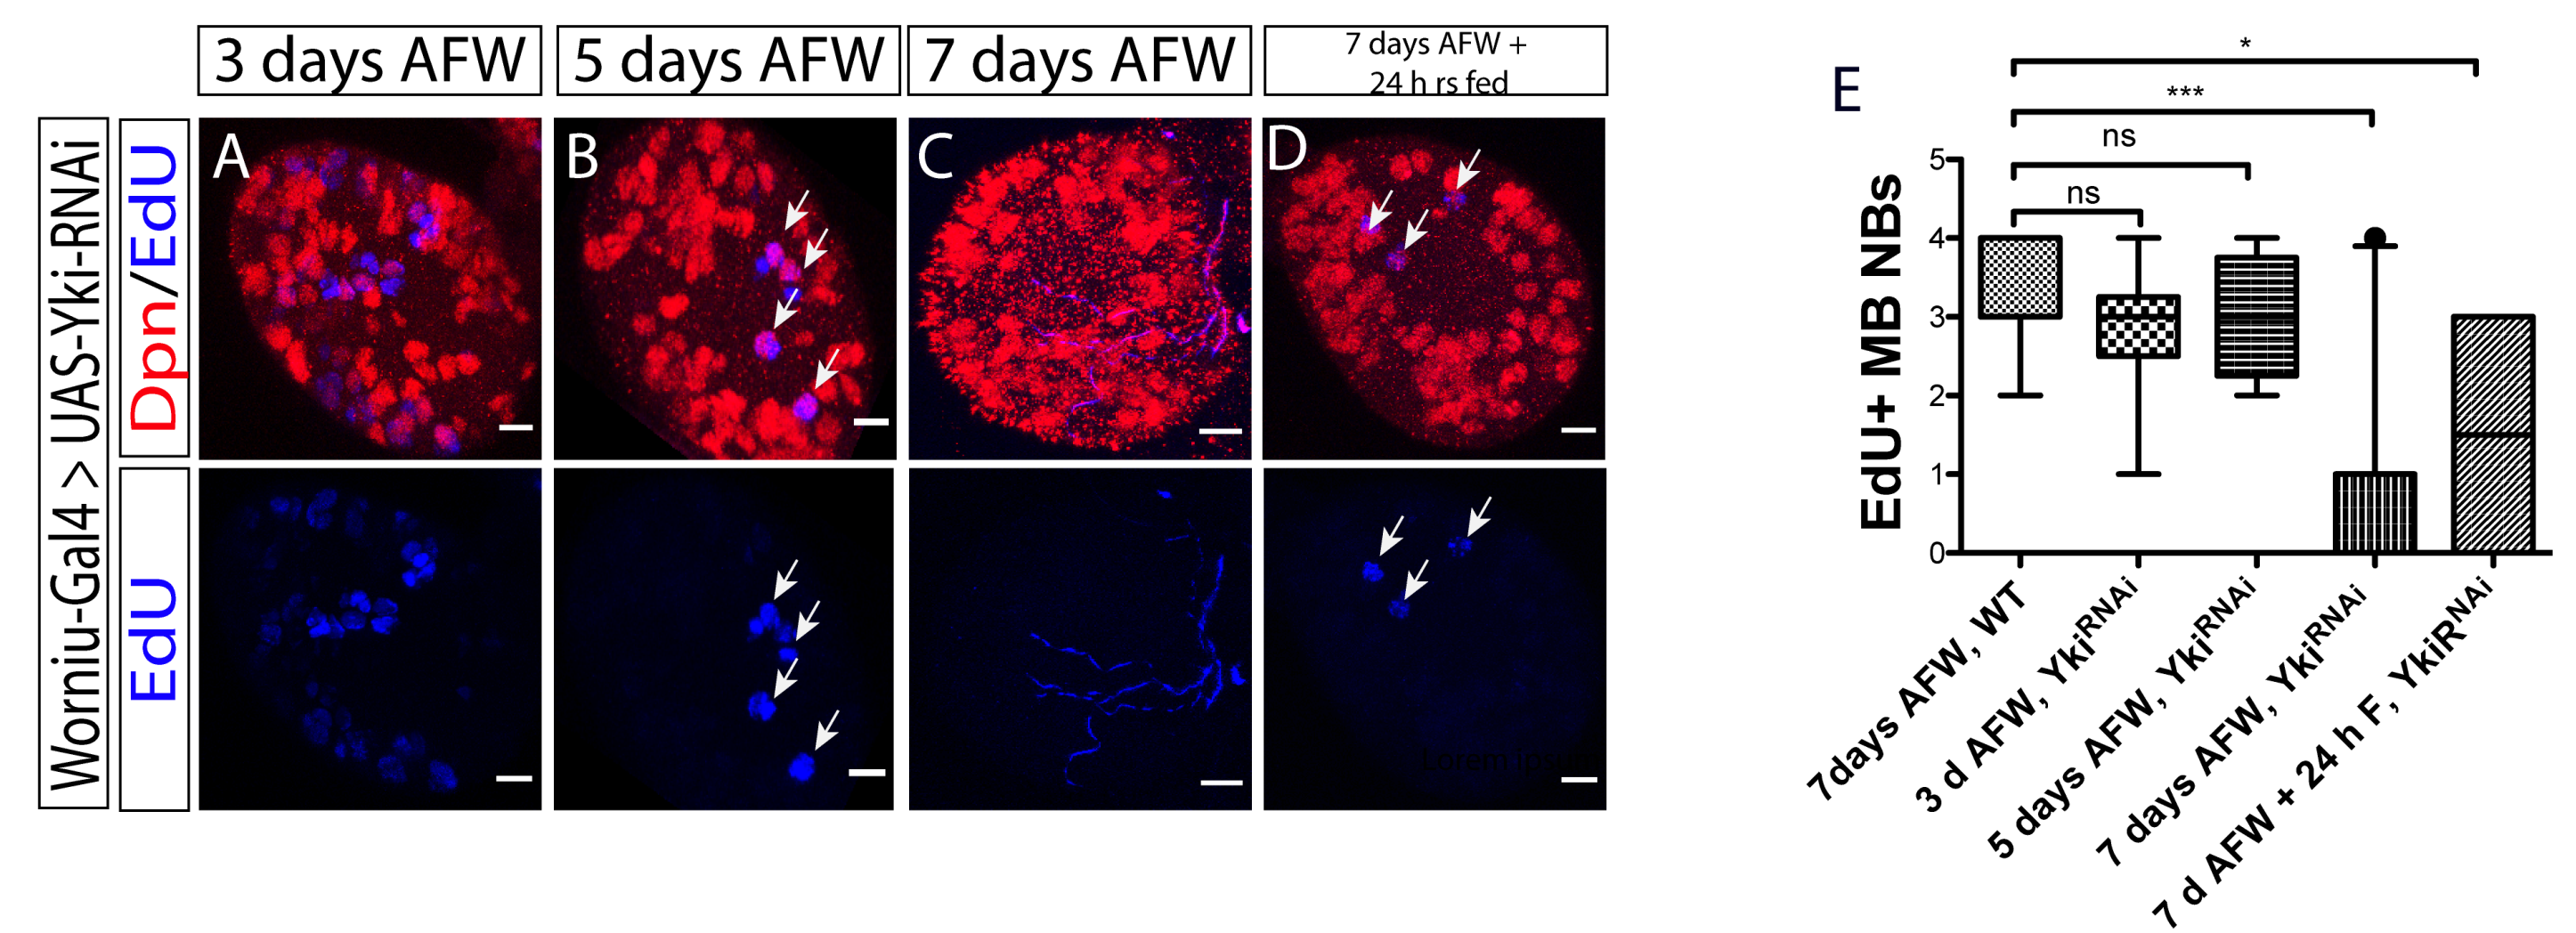 3 days AFW
5 days AFW
7 days AFW
7 days AFW +
24 h rs fed
Worniu-Gal4 > UAS-Yki-RNAi
Dpn/EdU
EdU
A
B
C
D
Lorem ipsum
E
*
***
ns
ns
EdU+ MB NBs
5
4
3
2
1
0
7days AFW, WT
3 d AFW, YkiRNAi
5 days AFW, YkiRNAi
7 days AFW, YkiRNAi
7 d AFW + 24 h F, YkiRNAi